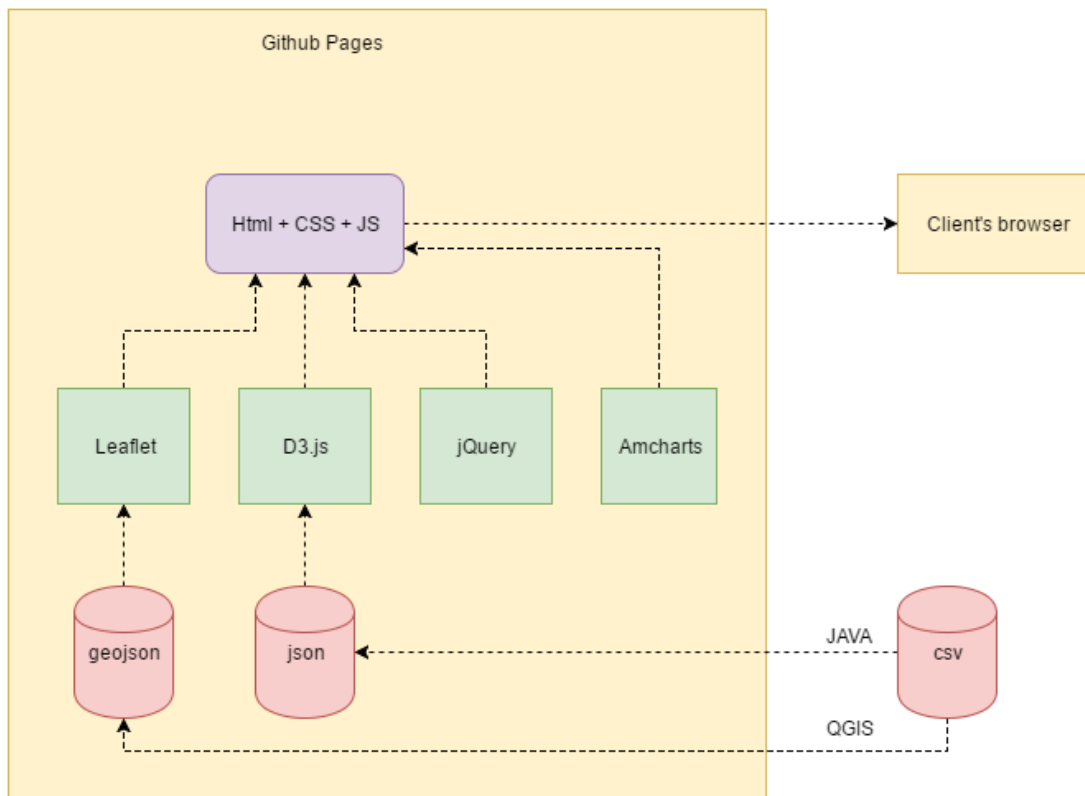 Github Pages
Html + CSS + JS
Client's browser
Leaflet
D3.js
jQuery
Amcharts
geojson
json
JAVA
csv
QGIS